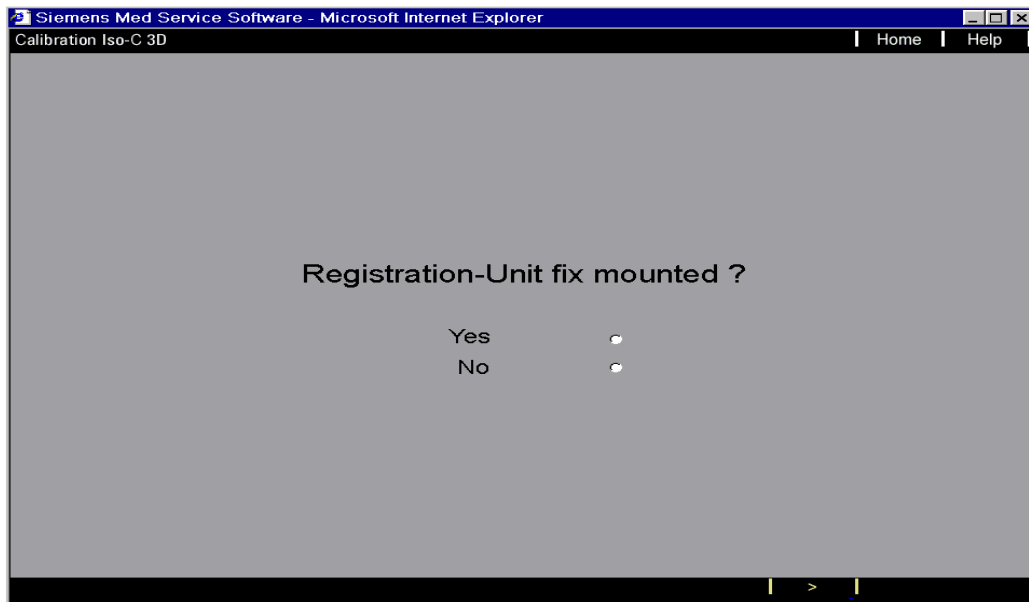 Siemens Med Service Software - Microsoft Internet Explorer
Calibration Iso-C 3D
Home
Help
Registration-Unit fix mounted ?
Yes
No
>